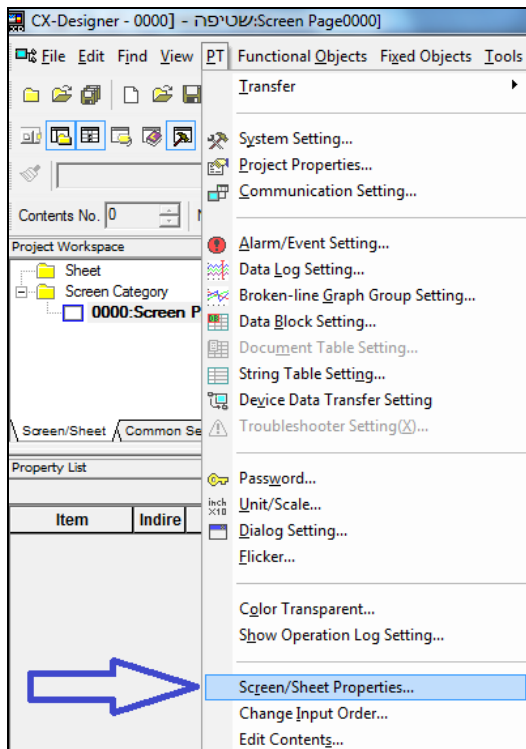 CX-Designer - 0000] - שטיפה:Screen Page0000]
File Edit Find View PT Functional Objects Fixed Objects Tools
Transfer
System Setting...
Project Properties...
Communication Setting...
Contents No. 0
Alarm/Event Setting...
Project Workspace
Sheet
Data Log Setting...
Screen Category
Broken-line Graph Group Setting...
0000:Screen P
Data Block Setting...
Document Table Setting...
String Table Setting...
Device Data Transfer Setting
Screen/Sheet
Common Se
Troubleshooter Setting(X)...
Property List
Password...
inch
×10
Unit/Scale...
Item Indire
Dialog Setting...
Flicker...
Color Transparent...
Show Operation Log Setting...
Screen/Sheet Properties...
Change Input Order...
Edit Contents...